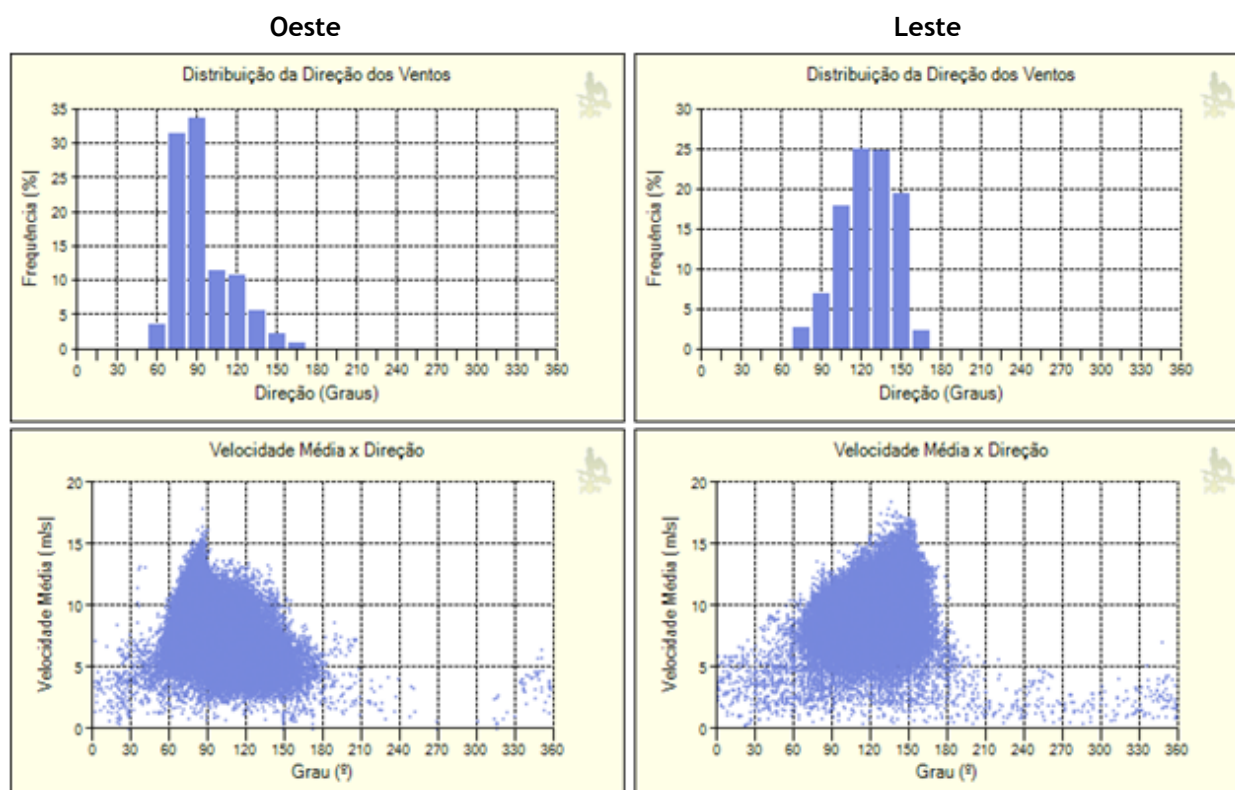 Oeste
Leste
Distribuição da Direção dos Ventos
35
30
25
20
15
10
5
0
Frequência (%|
0 30 60 90 120 150 180 210 240 270 300 330 360
Direção (Graus)
Distribuição da Direção dos Ventos
30
25
20
15
10
5
0
Frequência (%|
0 30 60 90 120 150 180 210 240 270 300 330 360
Direção (Graus)
Velocidade Média x Direção
20
15
10
5
0
Velocidade Média ( m|s|
0 30 60 90 120 150 180 210 240 270 300 330 360
Grau (º)
Velocidade Média x Direção
20
15
10
5
0
Velocidade Média ( m|s|
0 30 60 90 120 150 180 210 240 270 300 330 360
Grau (º)